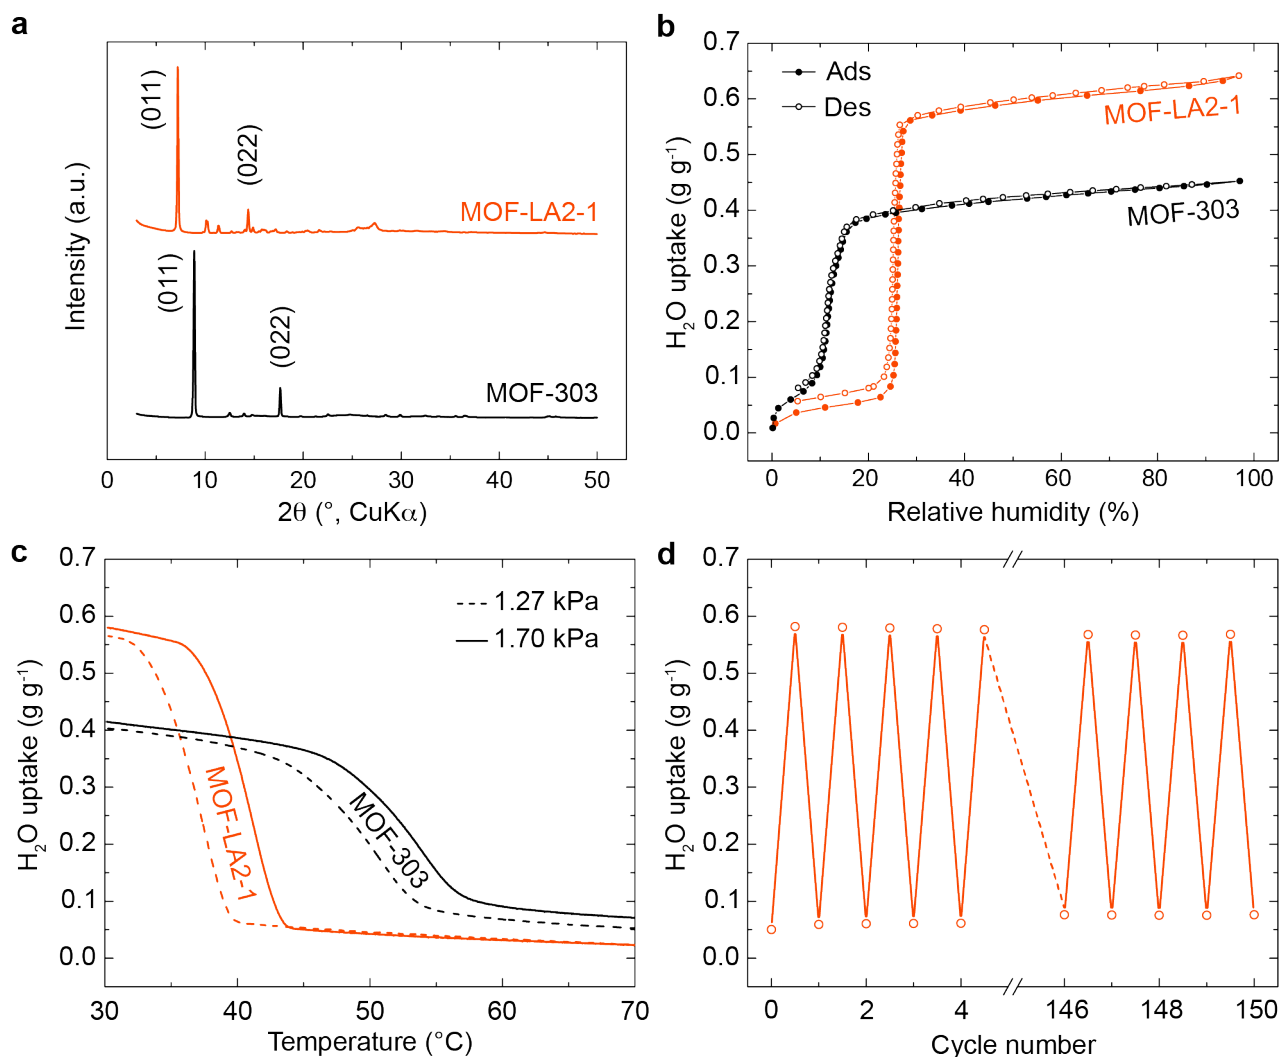 a
Intensity (a.u.)
(011)
(022)
MOF-LA2-1
(011)
(022)
MOF-303
0
10
20
30
40
50
2θ (°, CuKα)
b
H2O uptake (g g-1)
0.7
0.6
0.5
0.4
0.3
0.2
0.1
0.0
Ads
Des
MOF-LA2-1
MOF-303
0
20
40
60
80
100
Relative humidity (%)
c
H2O uptake (g g-1)
0.7
0.6
0.5
0.4
0.3
0.2
0.1
0.0
1.27 kPa
1.70 kPa
MOF-LA2-1
MOF-303
30
40
50
60
70
Temperature (°C)
d
H2O uptake (g g-1)
0.7
0.6
0.5
0.4
0.3
0.2
0.1
0.0
0
2
4
146
148
150
Cycle number